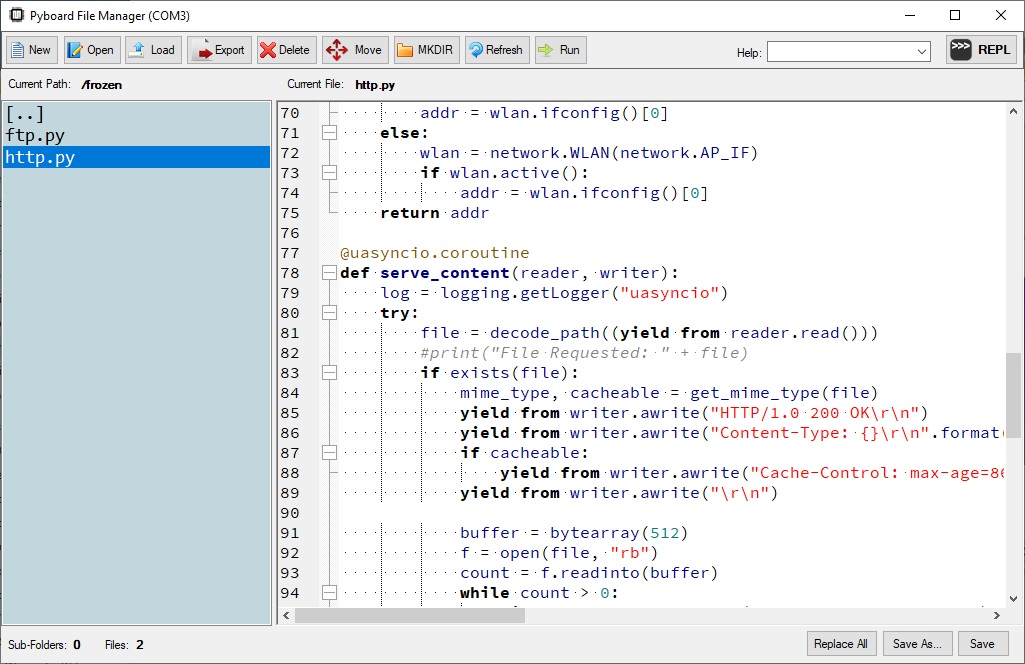 Pyboard File Manager (COM3)
New Open Load Export Delete Move MKDIR Refresh Run Help: REPL
Current Path: /frozen Current File: http.py
[..]
ftp.py
http.py
70 addr = wlan.ifconfig()[0]
71 else:
72 wlan = network.WLAN(network.AP_IF)
73 if wlan.active():
74 addr = wlan.ifconfig()[0]
75 return addr
76
77 @uasyncio.coroutine
78 def serve_content(reader, writer):
79 log = logging.getLogger("uasyncio")
80 try:
81 file = decode_path((yield from reader.read()))
82 #print("File Requested: " + file)
83 if exists(file):
84 mime_type, cacheable = get_mime_type(file)
85 yield from writer.awrite("HTTP/1.0 200 OK\r\n")
86 yield from writer.awrite("Content-Type: {}\r\n".format(
87 if cacheable:
88 yield from writer.awrite("Cache-Control: max-age=86
89 yield from writer.awrite("\r\n")
90
91 buffer = bytearray(512)
92 f = open(file, "rb")
93 count = f.readinto(buffer)
94 while count > 0:
Sub-Folders: 0 Files: 2 Replace All Save As... Save